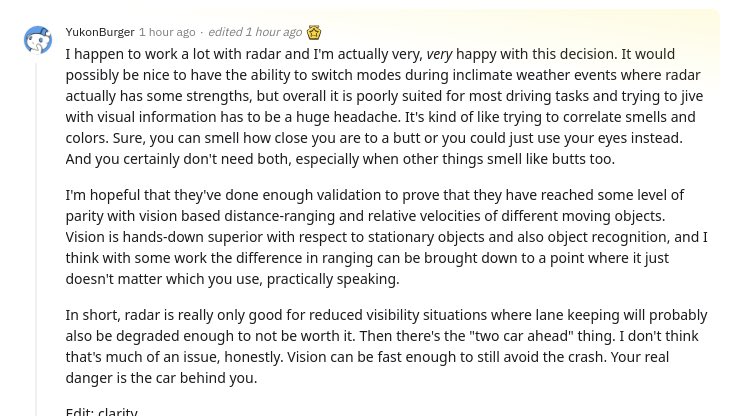 YukonBurger 1 hour ago · edited 1 hour ago
I happen to work a lot with radar and I'm actually very, very happy with this decision. It would
possibly be nice to have the ability to switch modes during inclimate weather events where radar
actually has some strengths, but overall it is poorly suited for most driving tasks and trying to jive
with visual information has to be a huge headache. It's kind of like trying to correlate smells and
colors. Sure, you can smell how close you are to a butt or you could just use your eyes instead.
And you certainly don't need both, especially when other things smell like butts too.
I'm hopeful that they've done enough validation to prove that they have reached some level of
parity with vision based distance-ranging and relative velocities of different moving objects.
Vision is hands-down superior with respect to stationary objects and also object recognition, and I
think with some work the difference in ranging can be brought down to a point where it just
doesn't matter which you use, practically speaking.
In short, radar is really only good for reduced visibility situations where lane keeping will probably
also be degraded enough to not be worth it. Then there's the "two car ahead" thing. I don't think
that's much of an issue, honestly. Vision can be fast enough to still avoid the crash. Your real
danger is the car behind you.
Edit: clarity